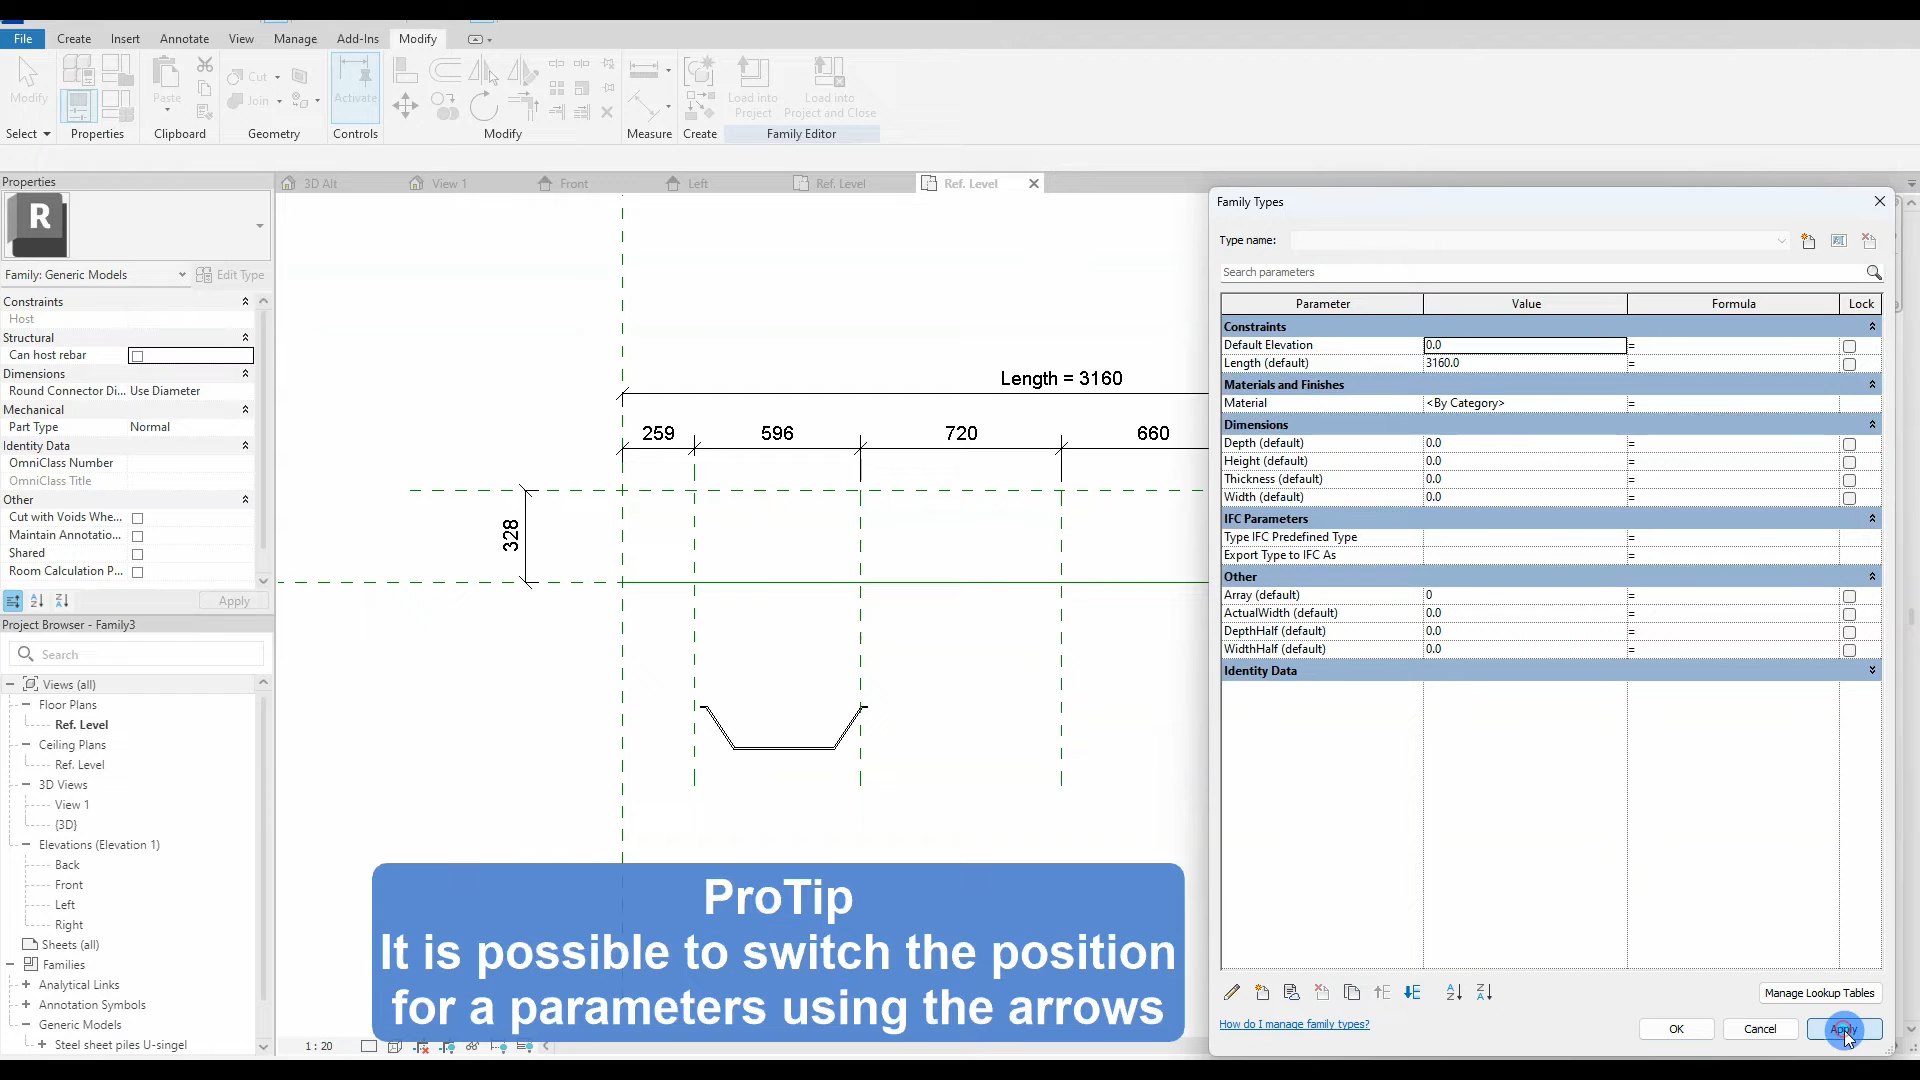 File Create Insert Annotate View Manage Add-Ins Modify
Modify
Paste
Cut
Join
Activate
Load into Project
Load into Project and Close
Select Properties Clipboard Geometry Controls Modify Measure Create Family Editor
3D Alt View 1 Front Left Ref. Level Ref. Level
Properties
R
Family: Generic Models Edit Type
Constraints
Host
Structural
Can host rebar
Dimensions
Round Connector Di... Use Diameter
Mechanical
Part Type Normal
Identity Data
OmniClass Number
OmniClass Title
Other
Cut with Voids Whe...
Maintain Annotatio...
Shared
Room Calculation P...
Apply
Project Browser - Family3
Search
Views (all)
Floor Plans
Ref. Level
Ceiling Plans
Ref. Level
3D Views
View 1
{3D}
Elevations (Elevation 1)
Back
Front
Left
Right
Sheets (all)
Families
Analytical Links
Annotation Symbols
Generic Models
Steel sheet piles U-singel
Length = 3160
259 596 720 660
328
ProTip
It is possible to switch the position
for a parameters using the arrows
1 : 20
Family Types
Type name:
Search parameters
Parameter Value Formula Lock
Constraints
Default Elevation 0.0 =
Length (default) 3160.0 =
Materials and Finishes
Material <By Category> =
Dimensions
Depth (default) 0.0 =
Height (default) 0.0 =
Thickness (default) 0.0 =
Width (default) 0.0 =
IFC Parameters
Type IFC Predefined Type =
Export Type to IFC As =
Other
Array (default) 0 =
ActualWidth (default) 0.0 =
DepthHalf (default) 0.0 =
WidthHalf (default) 0.0 =
Identity Data
Manage Lookup Tables
How do I manage family types?
OK Cancel Apply